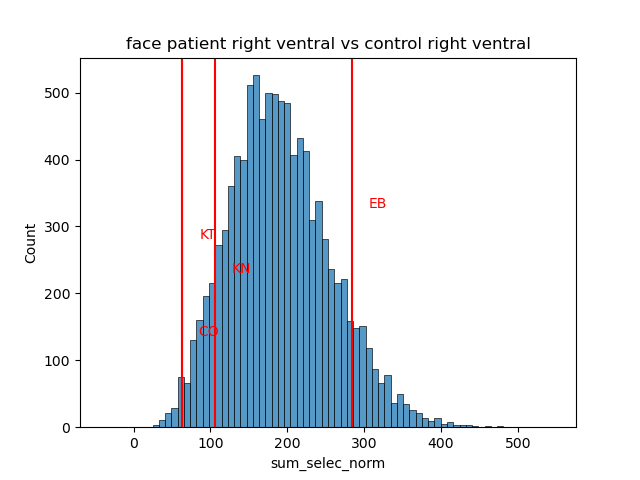 face patient right ventral vs control right ventral
Count
500
400
300
200
100
0
EB
KT
KN
CO
0 100 200 300 400 500
sum_selec_norm